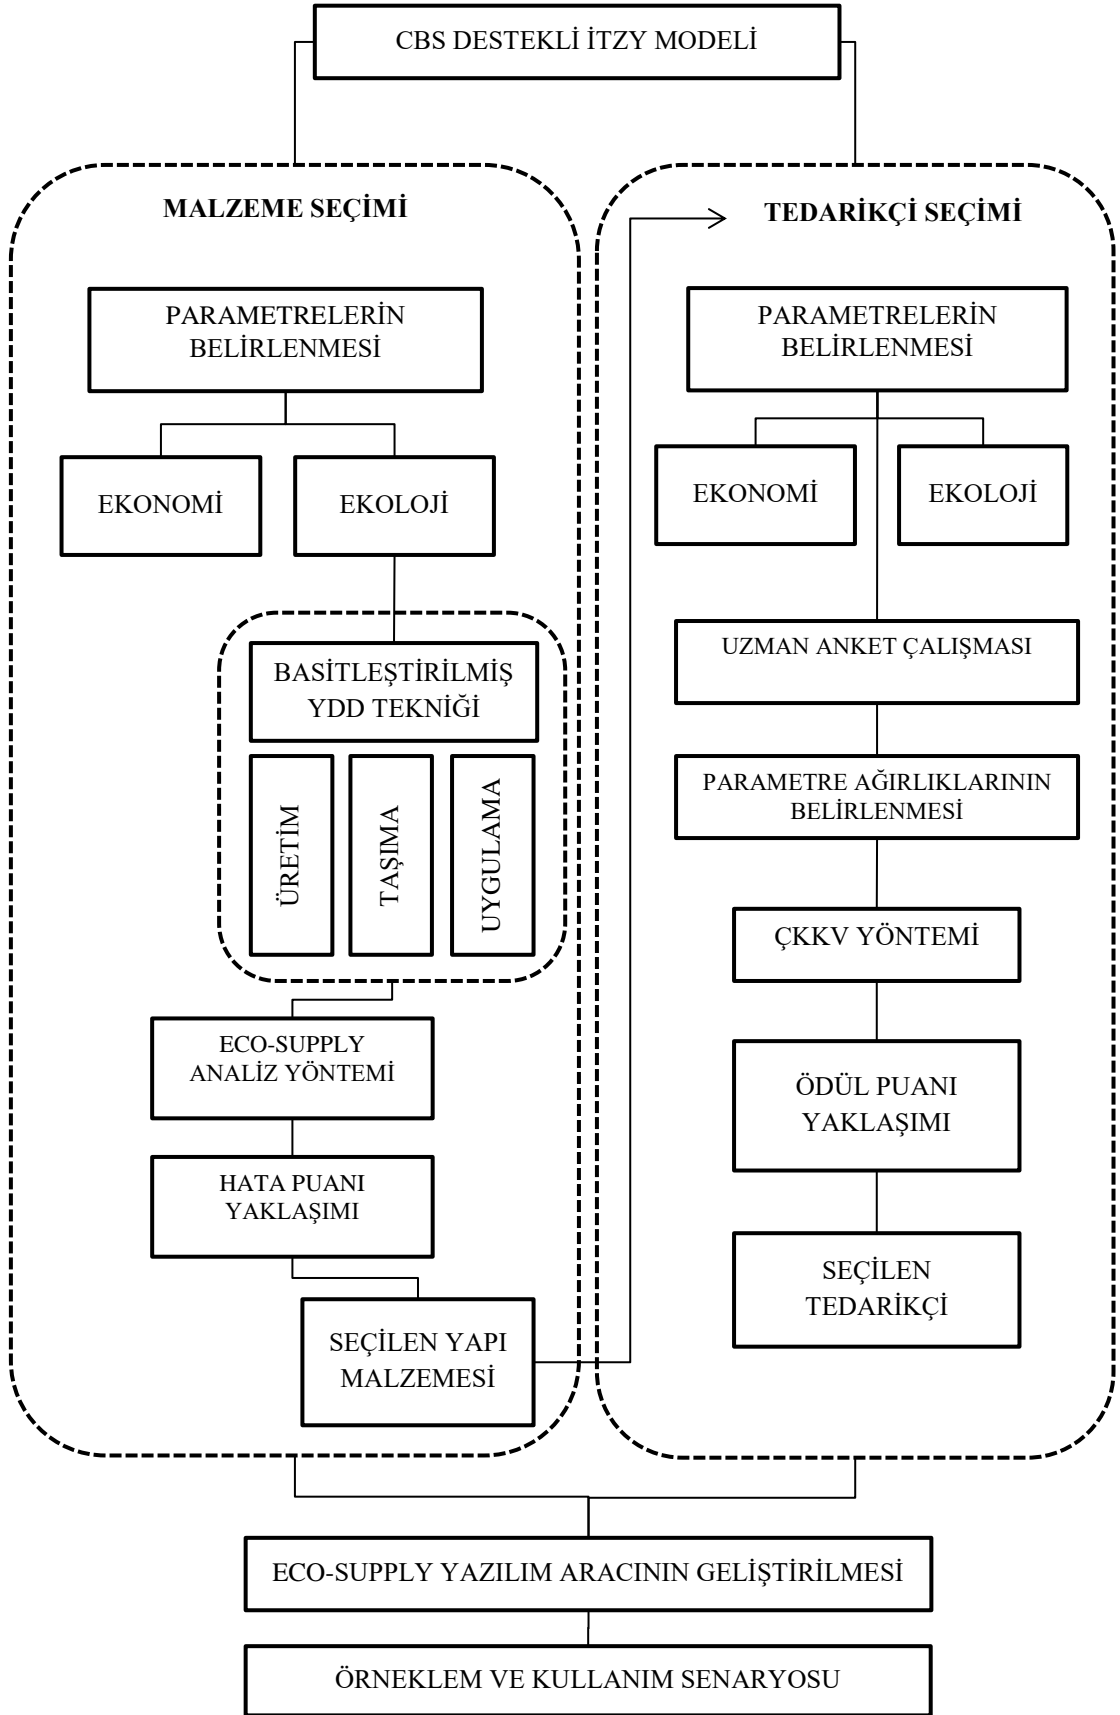 CBS DESTEKLİ İTZY MODELİ
MALZEME SEÇİMİ
PARAMETRELERİN
BELİRLENMESİ
EKONOMİ
EKOLOJİ
BASİTLEŞTİRİLMİŞ
YDD TEKNİĞİ
ÜRETİM
TAŞIMA
UYGULAMA
ECO-SUPPLY
ANALİZ YÖNTEMİ
HATA PUANI
YAKLAŞIMI
SEÇİLEN YAPI
MALZEMESİ
TEDARİKÇİ SEÇİMİ
PARAMETRELERİN
BELİRLENMESİ
EKONOMİ
EKOLOJİ
UZMAN ANKET ÇALIŞMASI
PARAMETRE AĞIRLIKLARININ
BELİRLENMESİ
ÇKKV YÖNTEMİ
ÖDÜL PUANI
YAKLAŞIMI
SEÇİLEN
TEDARİKÇİ
ECO-SUPPLY YAZILIM ARACININ GELİŞTİRİLMESİ
ÖRNEKLEM VE KULLANIM SENARYOSU